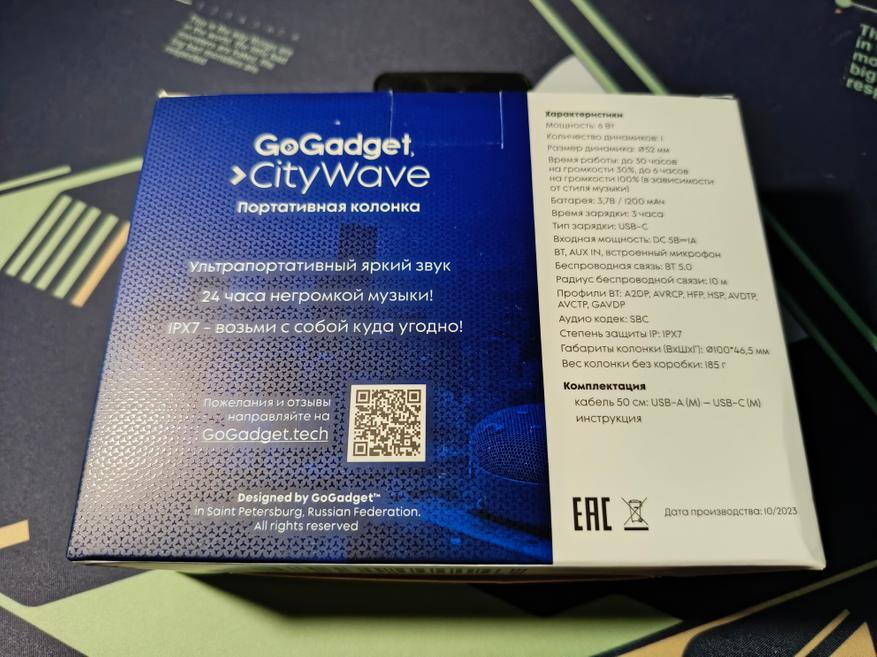 GoGadget
CityWave
Портативная колонка
Ультрапортативный яркий звук
24 часа негромкой музыки!
IPX7 - возьми с собой куда угодно!
Пожелания и отзывы
направляйте на
GoGadget.tech
Designed by GoGadget™
in Saint Petersburg, Russian Federation.
All rights reserved
Характеристики
Мощность: 6 Вт
Количество динамиков: 1
Размер динамика: Ø52 мм
Время работы: до 30 часов
на громкости 30%, до 6 часов
на громкости 100% (в зависимости
от стиля музыки)
Батарея: 3,7В / 1200 мАч
Время зарядки: 3 часа
Тип зарядки: USB-C
Входная мощность: DC 5В⎓1A
BT, AUX IN, встроенный микрофон
Беспроводная связь: BT 5.0
Радиус беспроводной связи: 10 м
Профили BT: A2DP, AVRCP, HFP, HSP, AVDTP,
AVCTP, GAVDP
Аудио кодек: SBC
Степень защиты IP: IPX7
Габариты колонки (ВхШхГ): Ø100*46,5 мм
Вес колонки без коробки: 185 г
Комплектация
кабель 50 см: USB-A (M) — USB-C (M)
инструкция
EAC
Дата производства: 10/2023